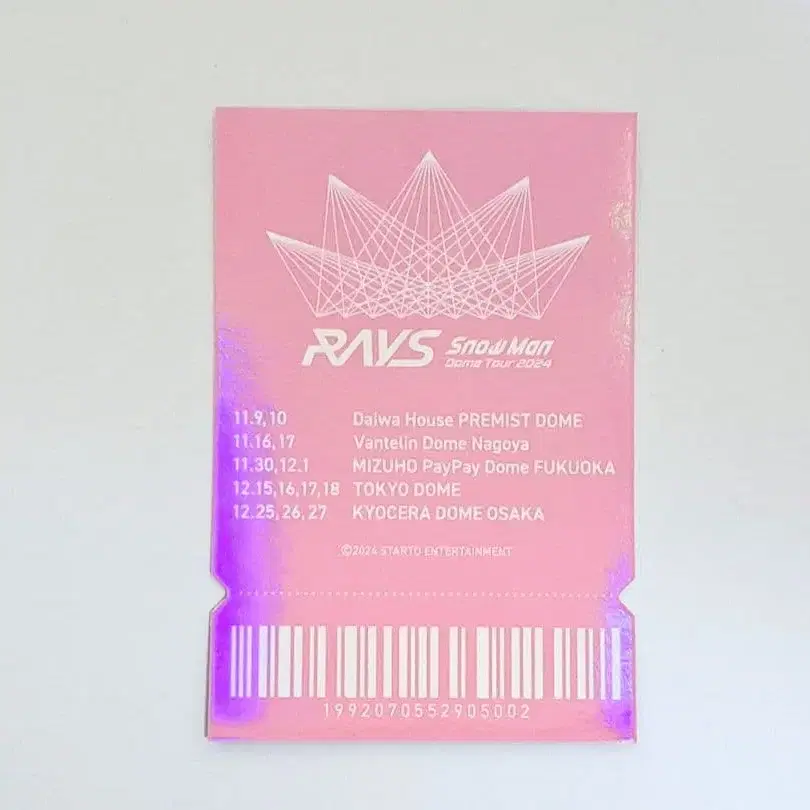 RAYS Snow Man
Dome Tour 2024
11.9,10 Daiwa House PREMIST DOME
11.16,17 Vantelin Dome Nagoya
11.30,12.1 MIZUHO PayPay Dome FUKUOKA
12.15,16,17,18 TOKYO DOME
12.25,26,27 KYOCERA DOME OSAKA
©2024 STARTO ENTERTAINMENT
1992070552905002